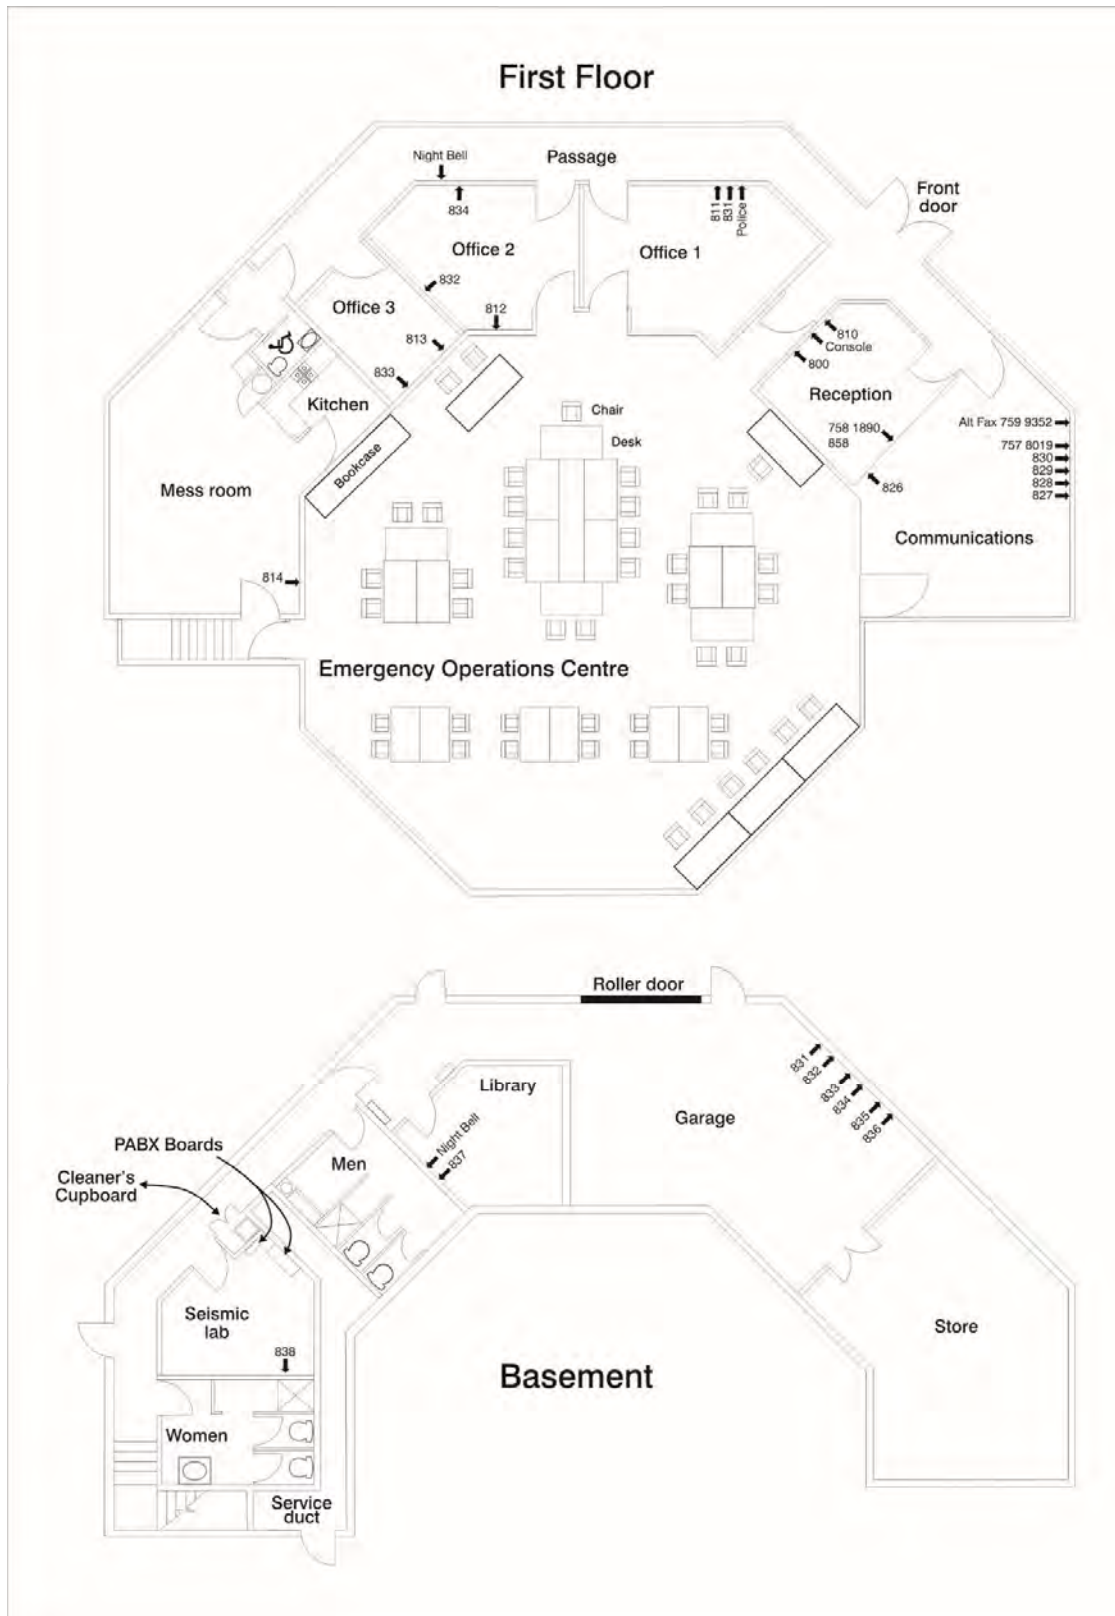 First Floor
Night Bell
Passage
834
811
831
Police
Front
door
Office 2
Office 1
832
Office 3
812
813
833
810
Console
800
Kitchen
Reception
Chair
Desk
758 1890
858
Alt Fax 759 9352
757 8019
830
829
828
827
826
Bookcase
Mess room
Communications
814
Emergency Operations Centre
Roller door
831
832
833
834
835
836
Library
Garage
Night Bell
837
PABX Boards
Men
Cleaner's
Cupboard
Seismic
lab
838
Store
Basement
Women
Service
duct